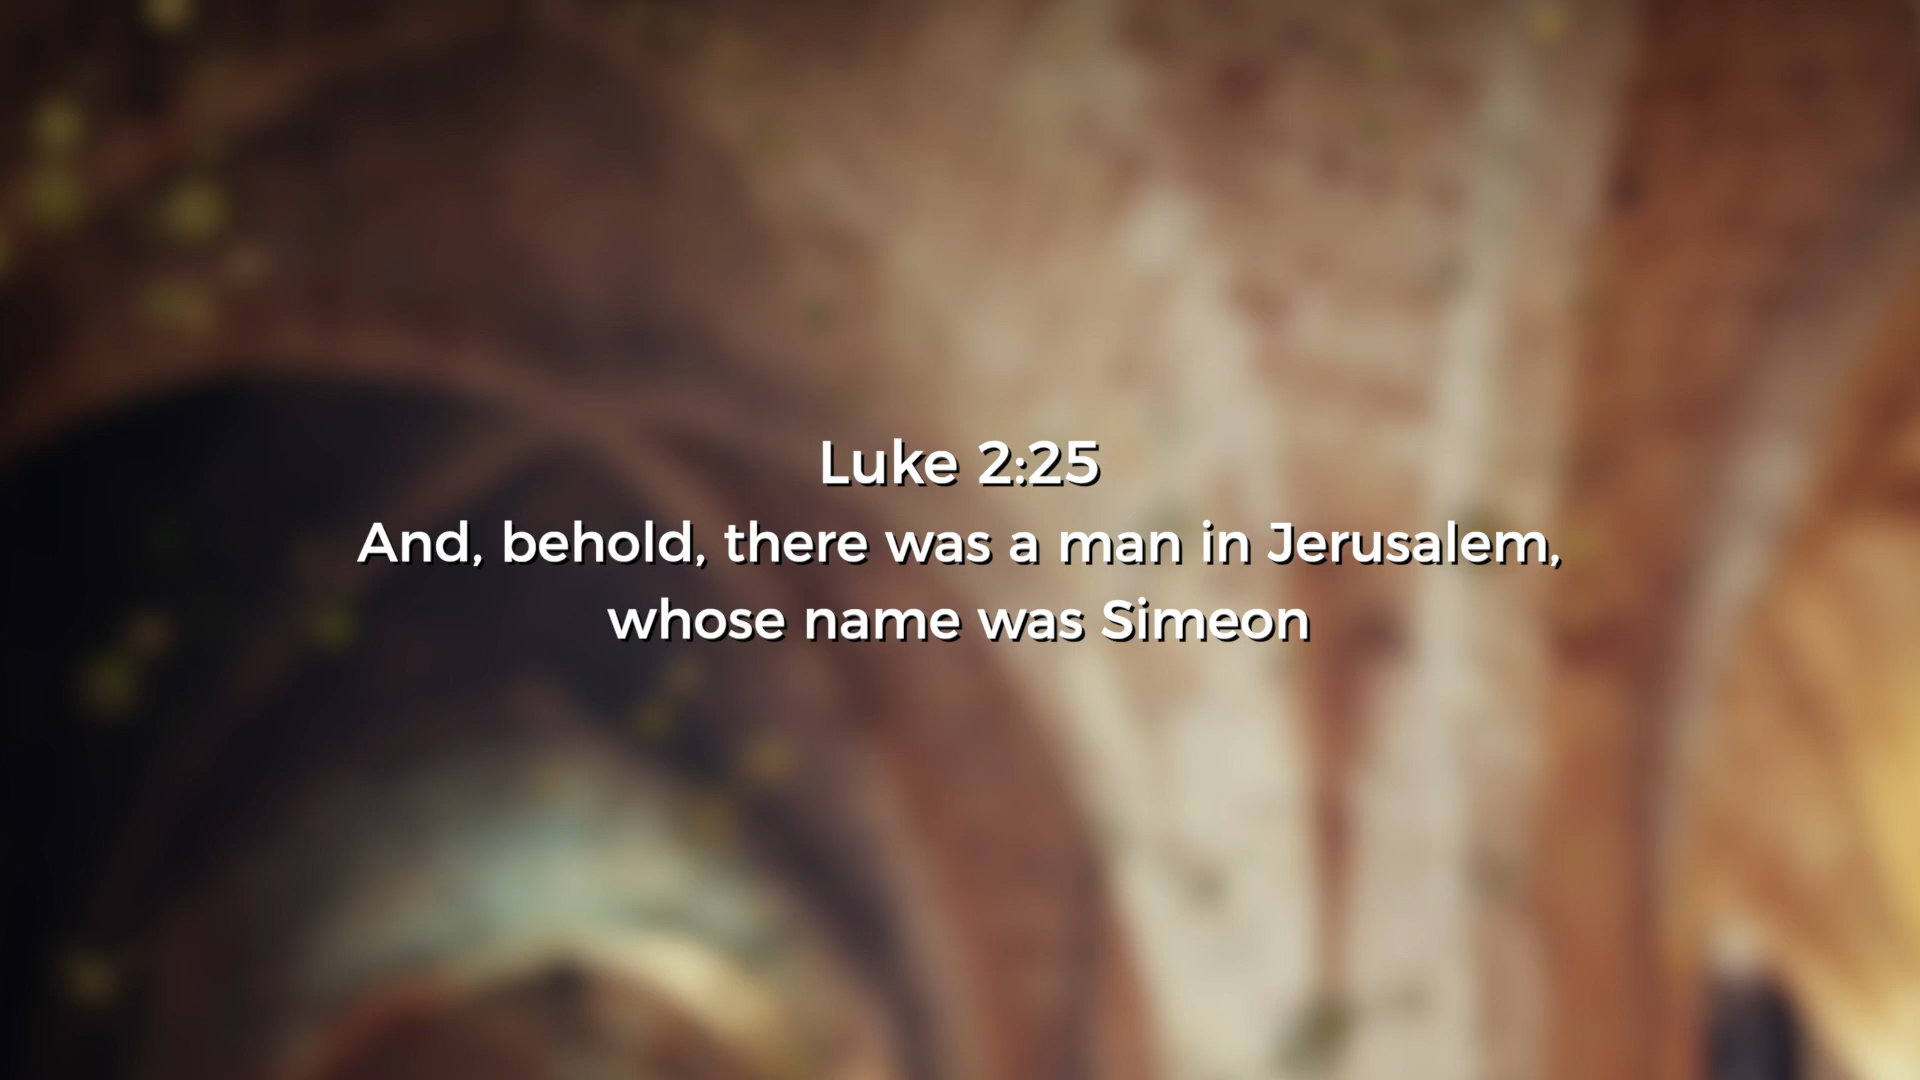 Luke 2:25
And, behold, there was a man in Jerusalem,
whose name was Simeon